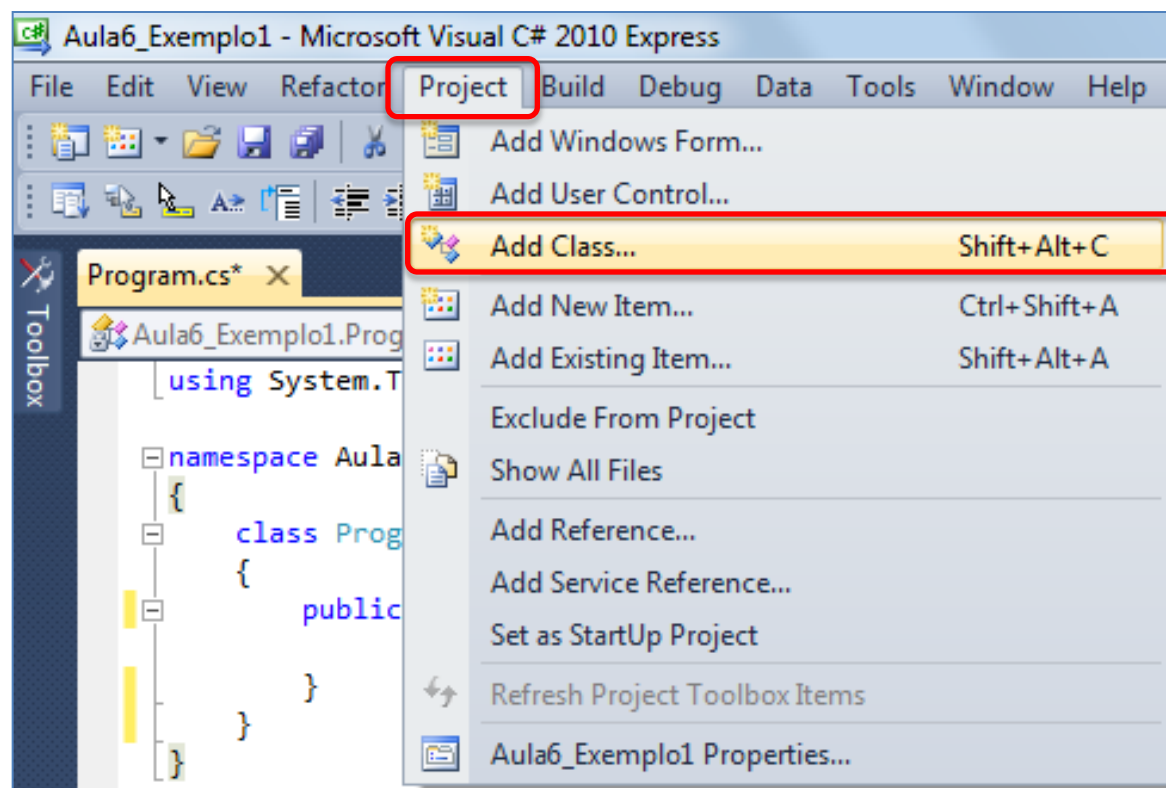 Aula6_Exemplo1 - Microsoft Visual C# 2010 Express
File Edit View Refactor Project Build Debug Data Tools Window Help
Add Windows Form...
Add User Control...
Add Class... Shift+Alt+C
Add New Item... Ctrl+Shift+A
Add Existing Item... Shift+Alt+A
Exclude From Project
Show All Files
Add Reference...
Add Service Reference...
Set as StartUp Project
Refresh Project Toolbox Items
Aula6_Exemplo1 Properties...
Toolbox
Program.cs*
Aula6_Exemplo1.Prog
using System.T
namespace Aula
{
class Prog
{
public
}
}
}